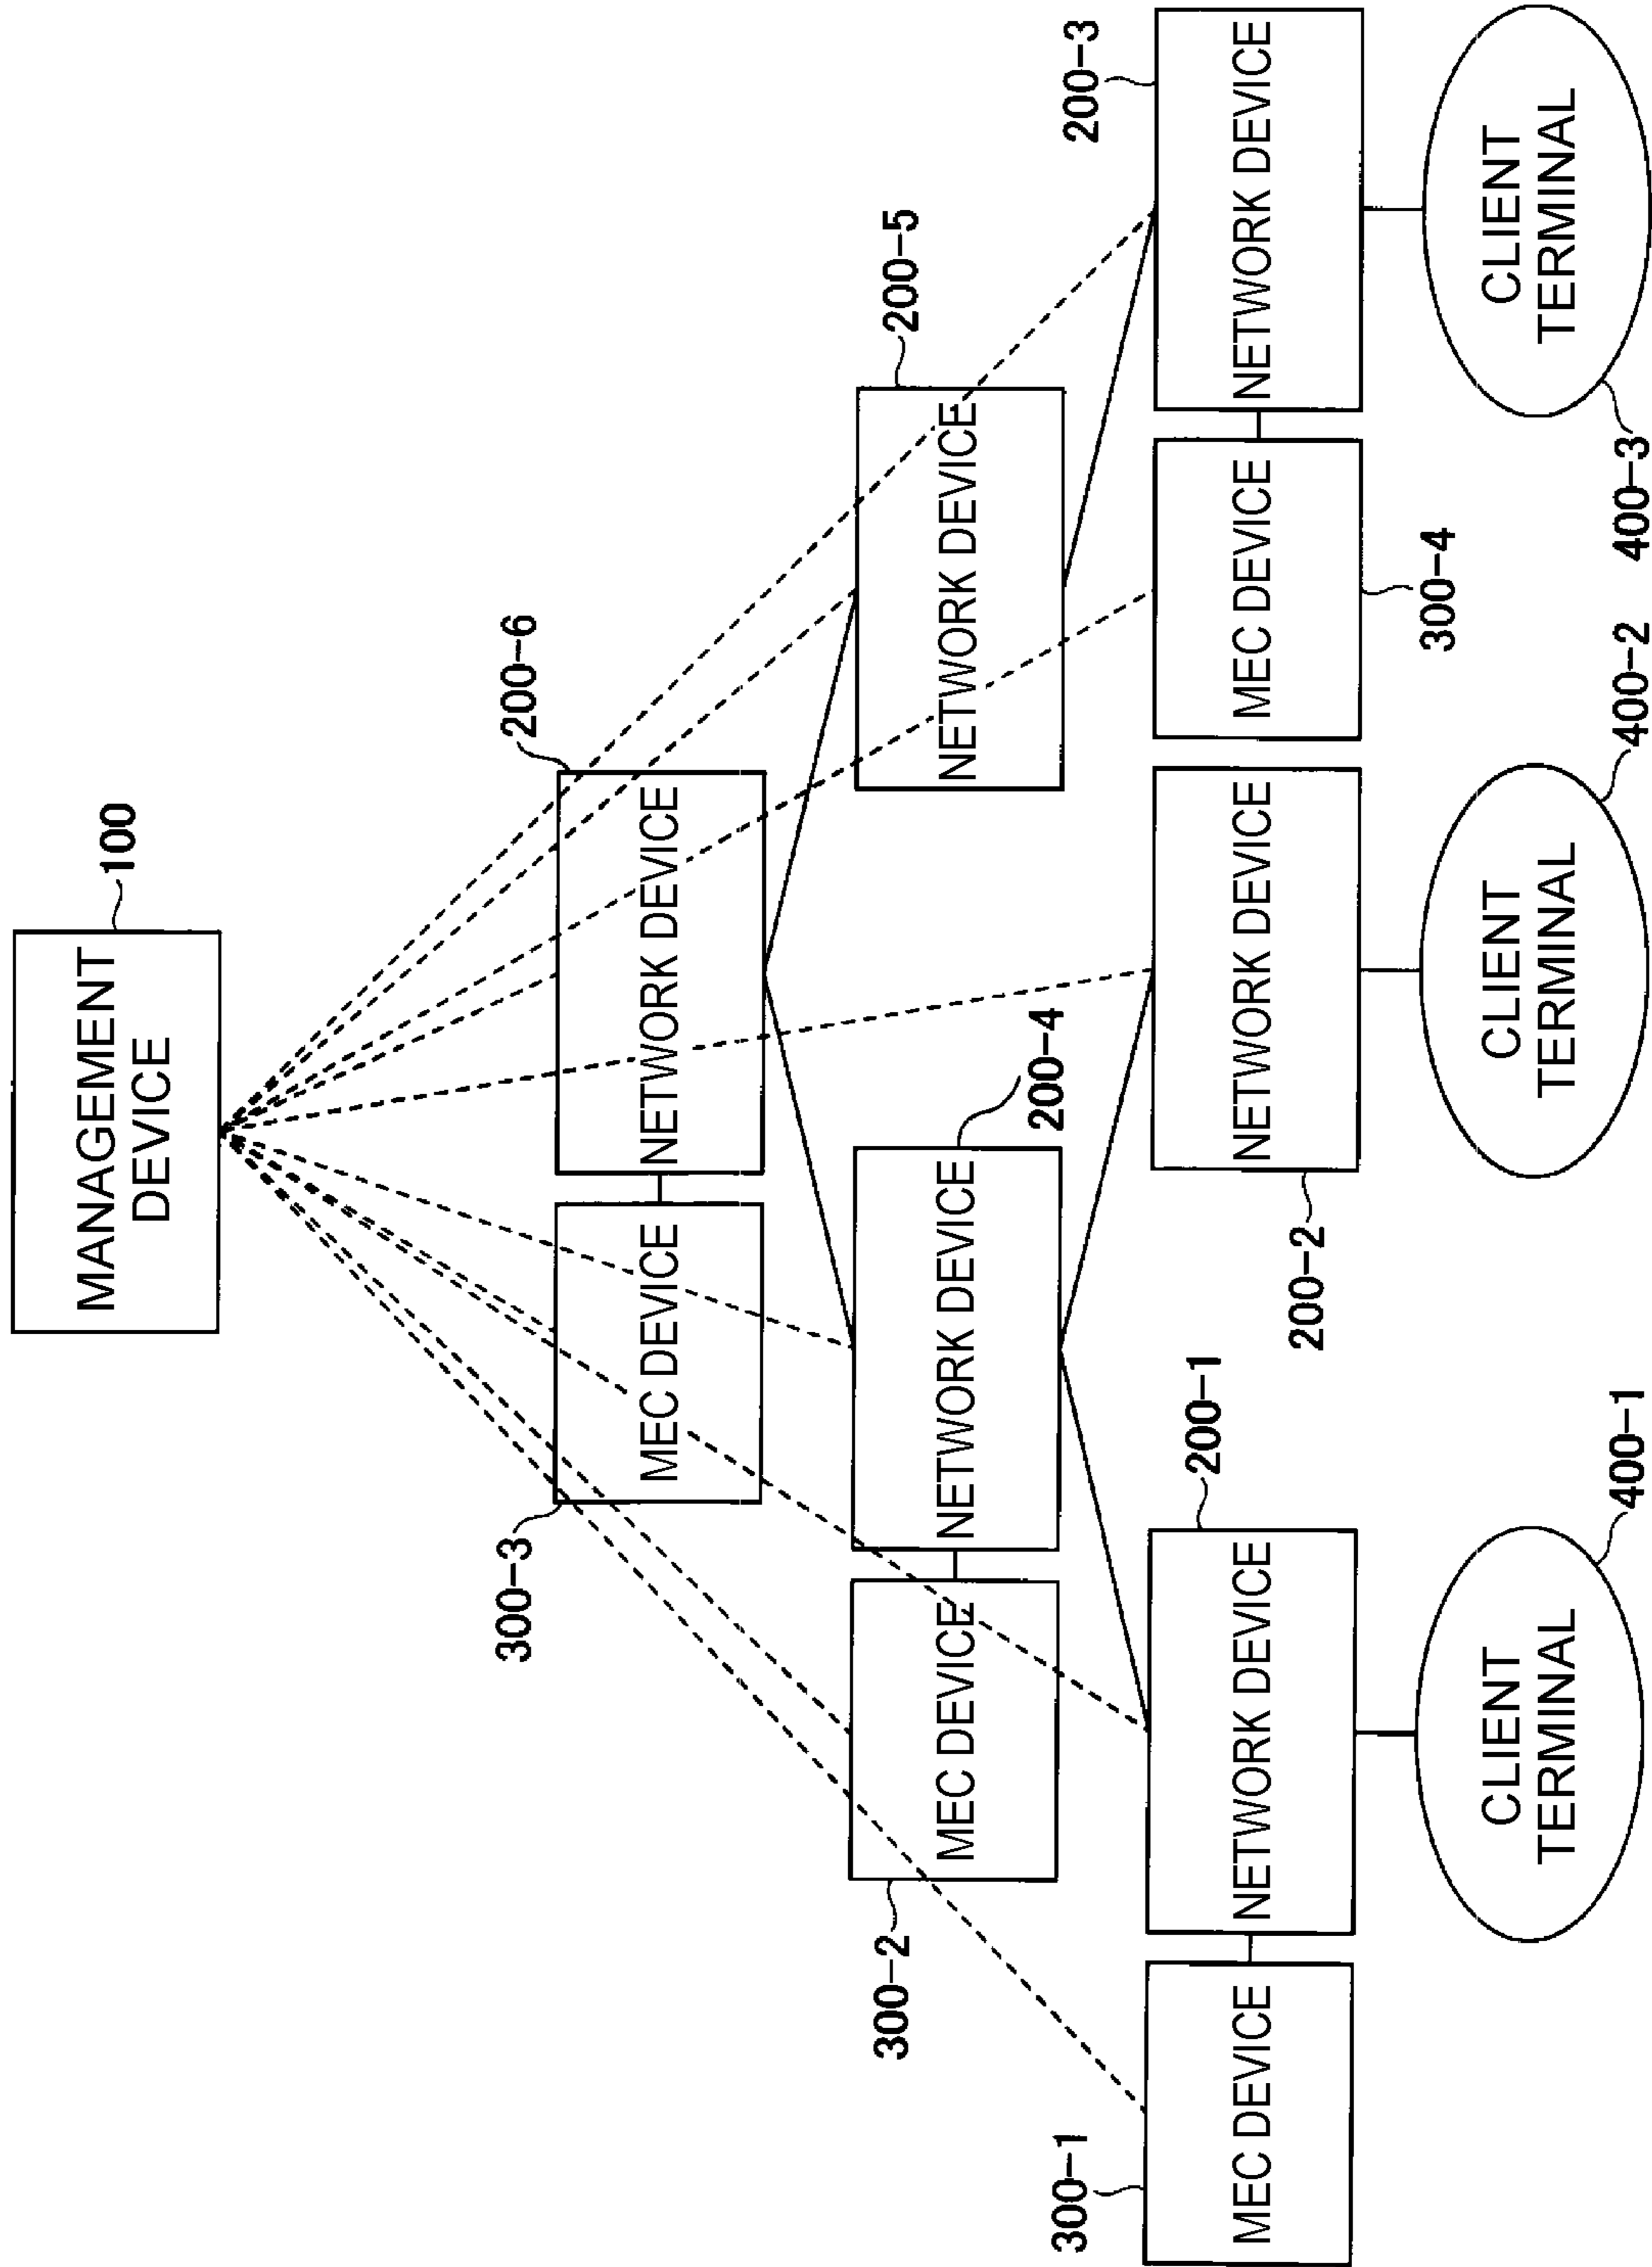 MANAGEMENT
DEVICE
100
300-3
MEC DEVICE
NETWORK DEVICE
200-6
300-2
MEC DEVICE
NETWORK DEVICE
200-4
NETWORK DEVICE
200-5
300-1
MEC DEVICE
NETWORK DEVICE
200-1
200-2
NETWORK DEVICE
MEC DEVICE
300-4
NETWORK DEVICE
200-3
CLIENT
TERMINAL
400-1
CLIENT
TERMINAL
400-2
400-3
CLIENT
TERMINAL